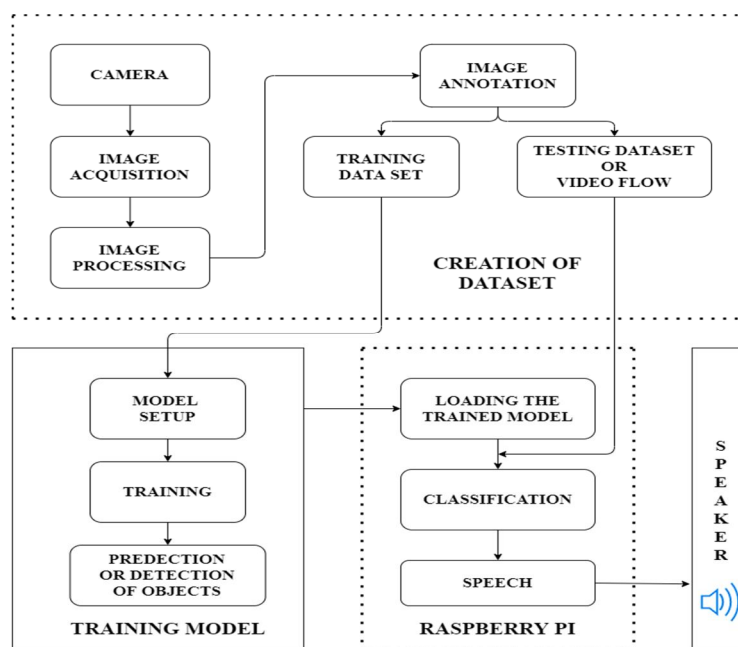 CAMERA
IMAGE
ACQUISITION
IMAGE
PROCESSING
IMAGE
ANNOTATION
TRAINING
DATA SET
TESTING DATASET
OR
VIDEO FLOW
CREATION OF
DATASET
MODEL
SETUP
TRAINING
PREDECTION
OR DETECTION
OF OBJECTS
TRAINING MODEL
LOADING THE
TRAINED MODEL
CLASSIFICATION
SPEECH
RASPBERRY PI
SPEAKER